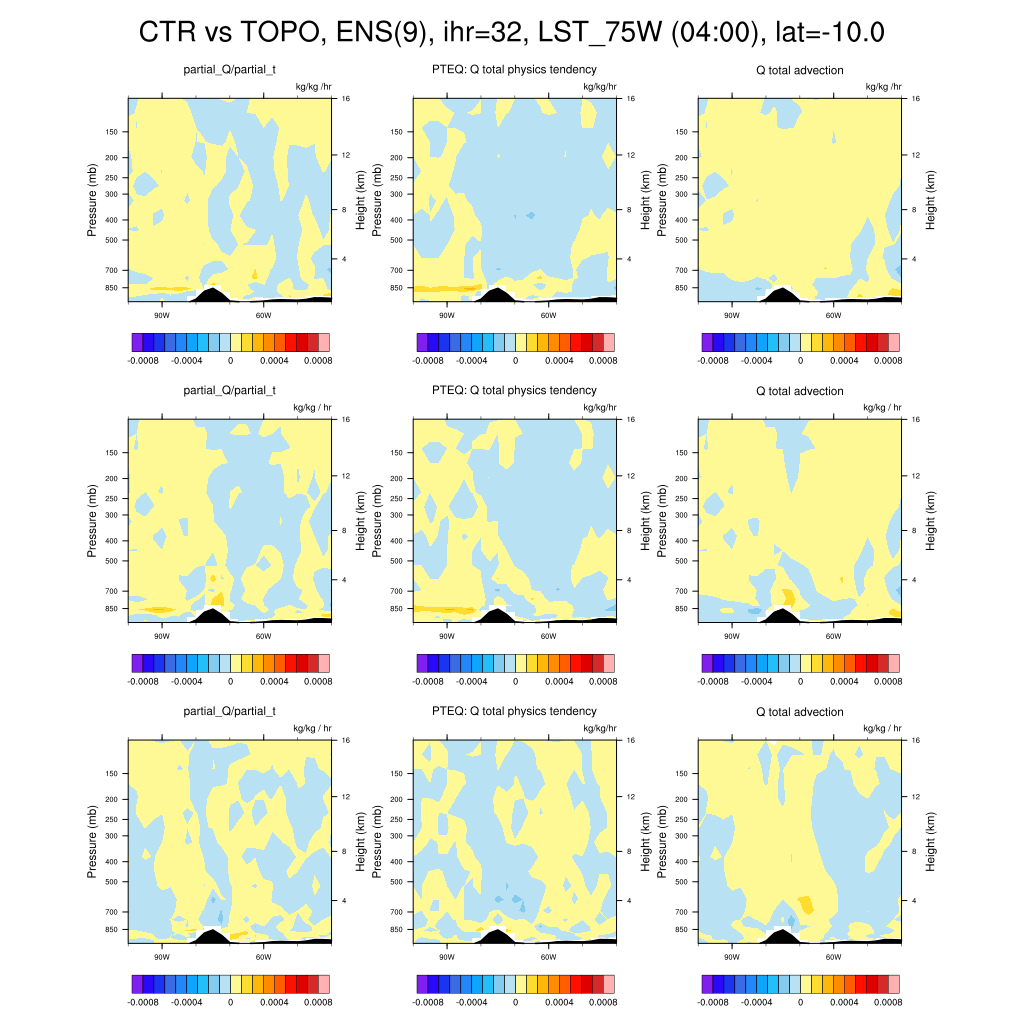 CTR vs TOPO, ENS(9), ihr=32, LST_75W (04:00), lat=-10.0
partial_Q/partial_t
PTEQ: Q total physics tendency
Q total advection
kg/kg /hr
kg/kg/hr
kg/kg /hr
Pressure (mb)
150
200
250
300
400
500
700
850
16
12
8
4
Height (km)
90W
60W
Pressure (mb)
150
200
250
300
400
500
700
850
16
12
8
4
Height (km)
90W
60W
Pressure (mb)
150
200
250
300
400
500
700
850
16
12
8
4
Height (km)
90W
60W
-0.0008 -0.0004 0 0.0004 0.0008
-0.0008 -0.0004 0 0.0004 0.0008
-0.0008 -0.0004 0 0.0004 0.0008
partial_Q/partial_t
PTEQ: Q total physics tendency
Q total advection
kg/kg / hr
kg/kg/hr
kg/kg / hr
Pressure (mb)
150
200
250
300
400
500
700
850
16
12
8
4
Height (km)
90W
60W
Pressure (mb)
150
200
250
300
400
500
700
850
16
12
8
4
Height (km)
90W
60W
Pressure (mb)
150
200
250
300
400
500
700
850
16
12
8
4
Height (km)
90W
60W
-0.0008 -0.0004 0 0.0004 0.0008
-0.0008 -0.0004 0 0.0004 0.0008
-0.0008 -0.0004 0 0.0004 0.0008
partial_Q/partial_t
PTEQ: Q total physics tendency
Q total advection
kg/kg / hr
kg/kg/hr
kg/kg / hr
Pressure (mb)
150
200
250
300
400
500
700
850
16
12
8
4
Height (km)
90W
60W
Pressure (mb)
150
200
250
300
400
500
700
850
16
12
8
4
Height (km)
90W
60W
Pressure (mb)
150
200
250
300
400
500
700
850
16
12
8
4
Height (km)
90W
60W
-0.0008 -0.0004 0 0.0004 0.0008
-0.0008 -0.0004 0 0.0004 0.0008
-0.0008 -0.0004 0 0.0004 0.0008